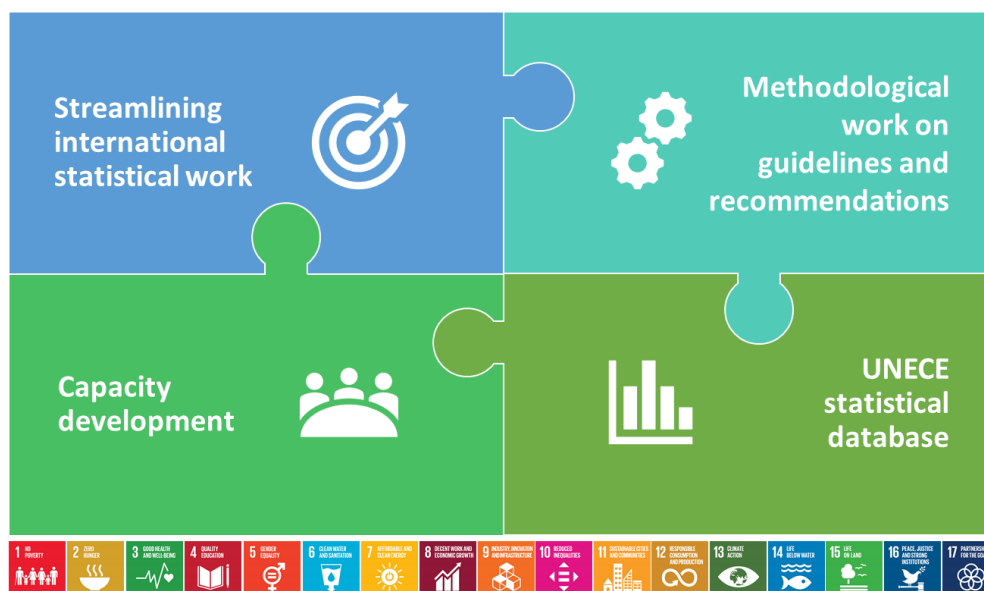 Streamlining
international
statistical work
Methodological
work on
guidelines and
recommendations
Capacity
development
UNECE
statistical
database
1 NO
POVERTY
2 ZERO
HUNGER
3 GOOD HEALTH
AND WELL-BEING
4 QUALITY
EDUCATION
5 GENDER
EQUALITY
6 CLEAN WATER
AND SANITATION
7 AFFORDABLE AND
CLEAN ENERGY
8 DECENT WORK AND
ECONOMIC GROWTH
9 INDUSTRY, INNOVATION
AND INFRASTRUCTURE
10 REDUCED
INEQUALITIES
11 SUSTAINABLE CITIES
AND COMMUNITIES
12 RESPONSIBLE
CONSUMPTION
AND PRODUCTION
13 CLIMATE
ACTION
14 LIFE
BELOW WATER
15 LIFE
ON LAND
16 PEACE, JUSTICE
AND STRONG
INSTITUTIONS
17 PARTNERSH
FOR THE GOA